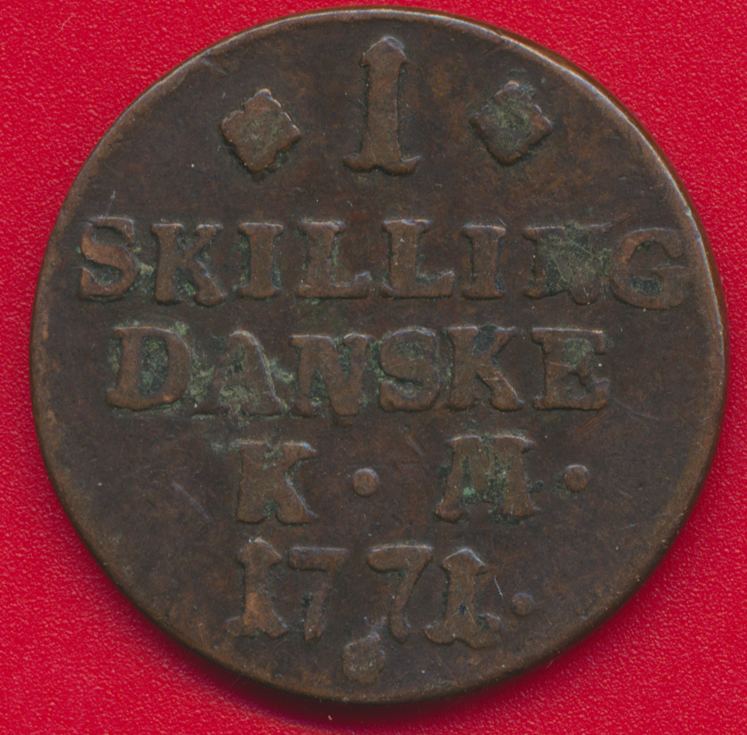 1
SKILLING
DANSKE
K · M ·
1771 ·